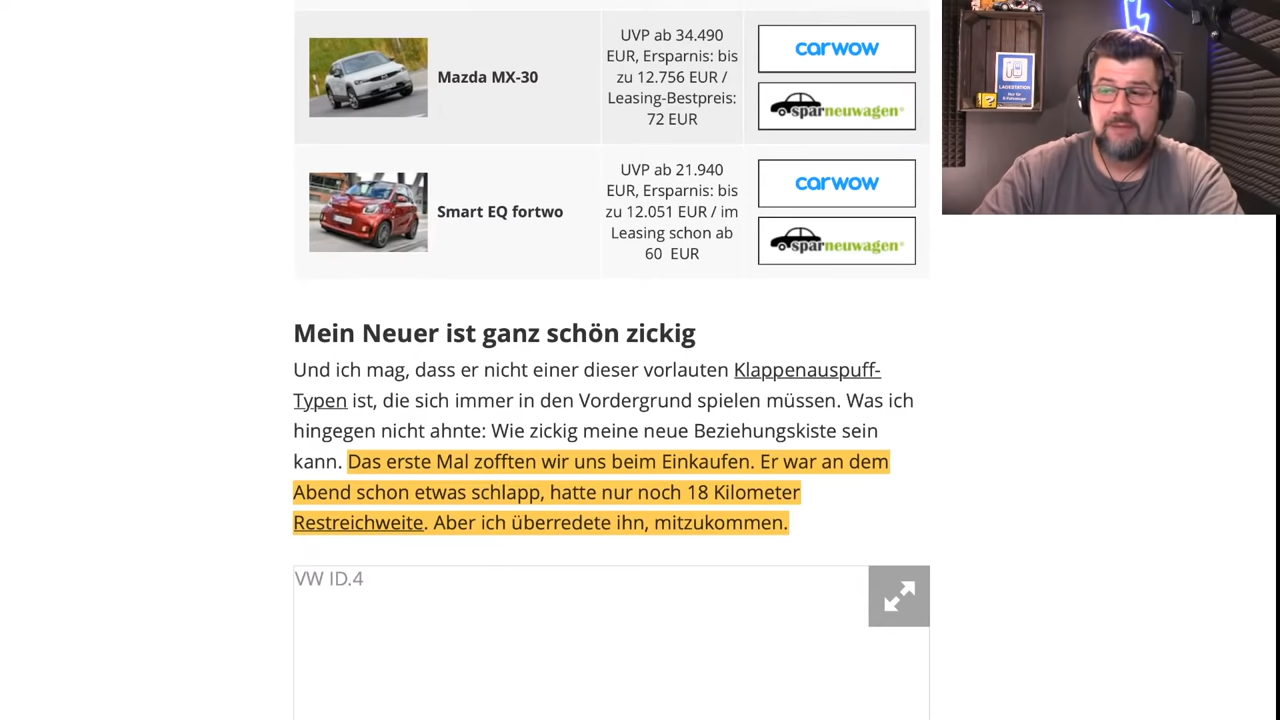 Mazda MX-30
UVP ab 34.490
EUR, Ersparnis: bis
zu 12.756 EUR /
Leasing-Bestpreis:
72 EUR
carwow
sparneuwagen
Smart EQ fortwo
UVP ab 21.940
EUR, Ersparnis: bis
zu 12.051 EUR / im
Leasing schon ab
60 EUR
carwow
sparneuwagen
Mein Neuer ist ganz schön zickig
Und ich mag, dass er nicht einer dieser vorlauten Klappenauspuff-
Typen ist, die sich immer in den Vordergrund spielen müssen. Was ich
hingegen nicht ahnte: Wie zickig meine neue Beziehungskiste sein
kann. Das erste Mal zofften wir uns beim Einkaufen. Er war an dem
Abend schon etwas schlapp, hatte nur noch 18 Kilometer
Restreichweite. Aber ich überredete ihn, mitzukommen.
VW ID.4
LADESTATION
Nur für
E-Fahrzeuge
?